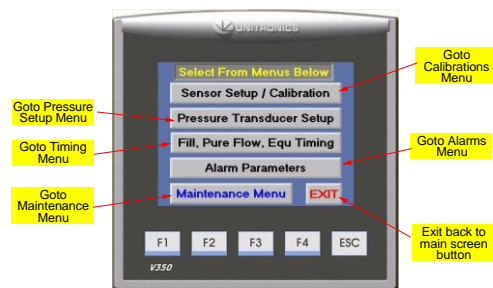 UNITRONICS
Select From Menus Below
Sensor Setup / Calibration
Pressure Transducer Setup
Fill, Pure Flow, Equ Timing
Alarm Parameters
Maintenance Menu
EXIT
F1
F2
F3
F4
ESC
V350
Goto Pressure
Setup Menu
Goto Timing
Menu
Goto
Maintenance
Menu
Goto
Calibrations
Menu
Goto Alarms
Menu
Exit back to
main screen
button